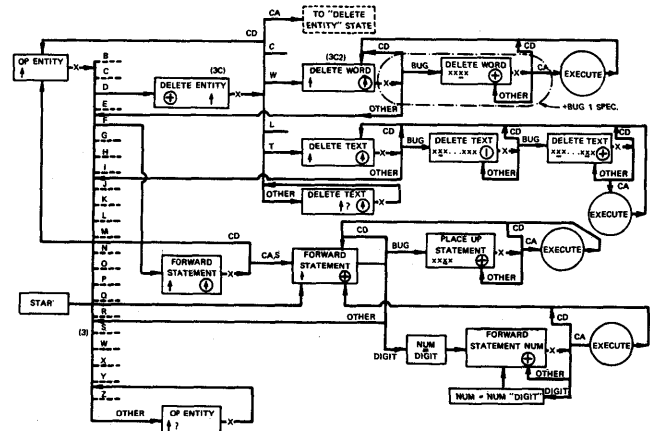 CA
TO "DELETE
ENTITY" STATE
CD
OP ENTITY
X
B
C
D
E
F
G
H
I
J
K
L
M
N
O
P
Q
R
S
W
X
Y
Z
(3)
(3C)
DELETE ENTITY
X
C
W
(3C2)
DELETE WORD
X
CD
BUG
DELETE WORD
xxxx
X
CD
OTHER
CA
EXECUTE
+BUG 1 SPEC.
OTHER
L
T
DELETE TEXT
X
CD
BUG
DELETE TEXT
xxx...xxx
X
CD
OTHER
BUG
DELETE TEXT
xxx...xxx
X
CD
OTHER
CA
EXECUTE
OTHER
OTHER
DELETE TEXT
?
X
CD
FORWARD
STATEMENT
X
CA,S
FORWARD
STATEMENT
CD
BUG
PLACE UP
STATEMENT
xxxx
X
CD
OTHER
CA
EXECUTE
STAR'
OTHER
DIGIT
NUM
=
DIGIT
FORWARD
STATEMENT NUM
X
CD
CA
EXECUTE
OTHER
DIGIT
NUM = NUM "DIGIT"
OTHER
OP ENTITY
?
X